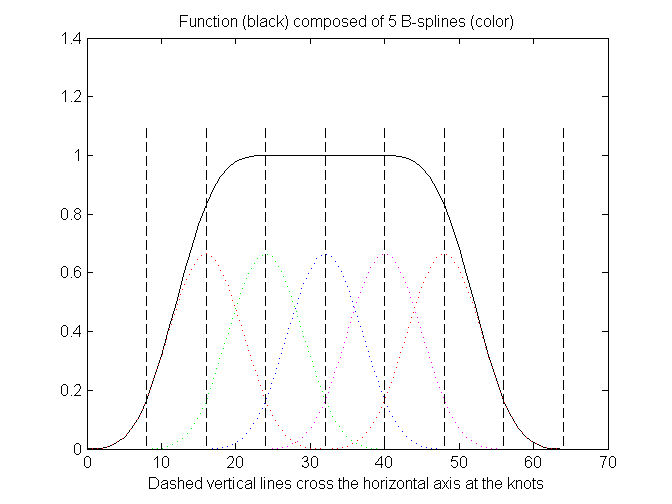 Function (black) composed of 5 B-splines (color)
1.4
1.2
1
0.8
0.6
0.4
0.2
0
0 10 20 30 40 50 60 70
Dashed vertical lines cross the horizontal axis at the knots